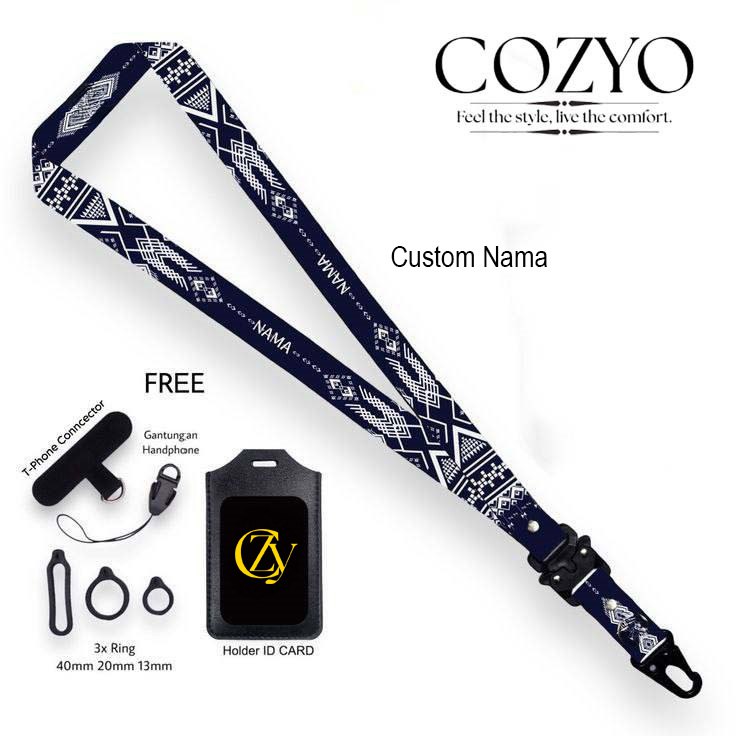 COZYO
Feel the style, live the comfort.
Custom Nama
NAMA
NAMA
FREE
T-Phone Conncector
Gantungan
Handphone
CZy
3x Ring
40mm 20mm 13mm
Holder ID CARD